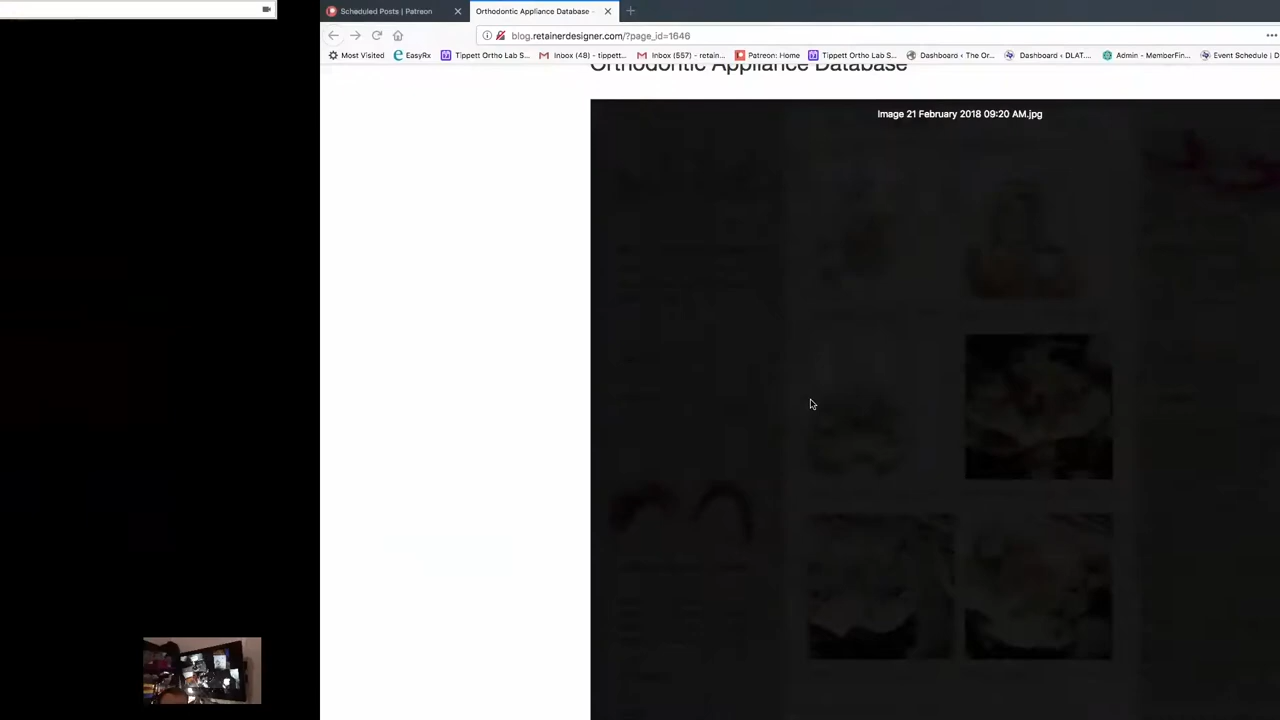 Scheduled Posts | Patreon
Orthodontic Appliance Database -
blog.retainerdesigner.com/?page_id=1646
Most Visited
EasyRx
Tippett Ortho Lab S...
Inbox (48) - tippett...
Inbox (557) - retain...
Patreon: Home
Tippett Ortho Lab S...
Dashboard ‹ The Or...
Dashboard ‹ DLAT....
Admin - MemberFin...
Event Schedule | D
Orthodontic Appliance Database
Image 21 February 2018 09:20 AM.jpg